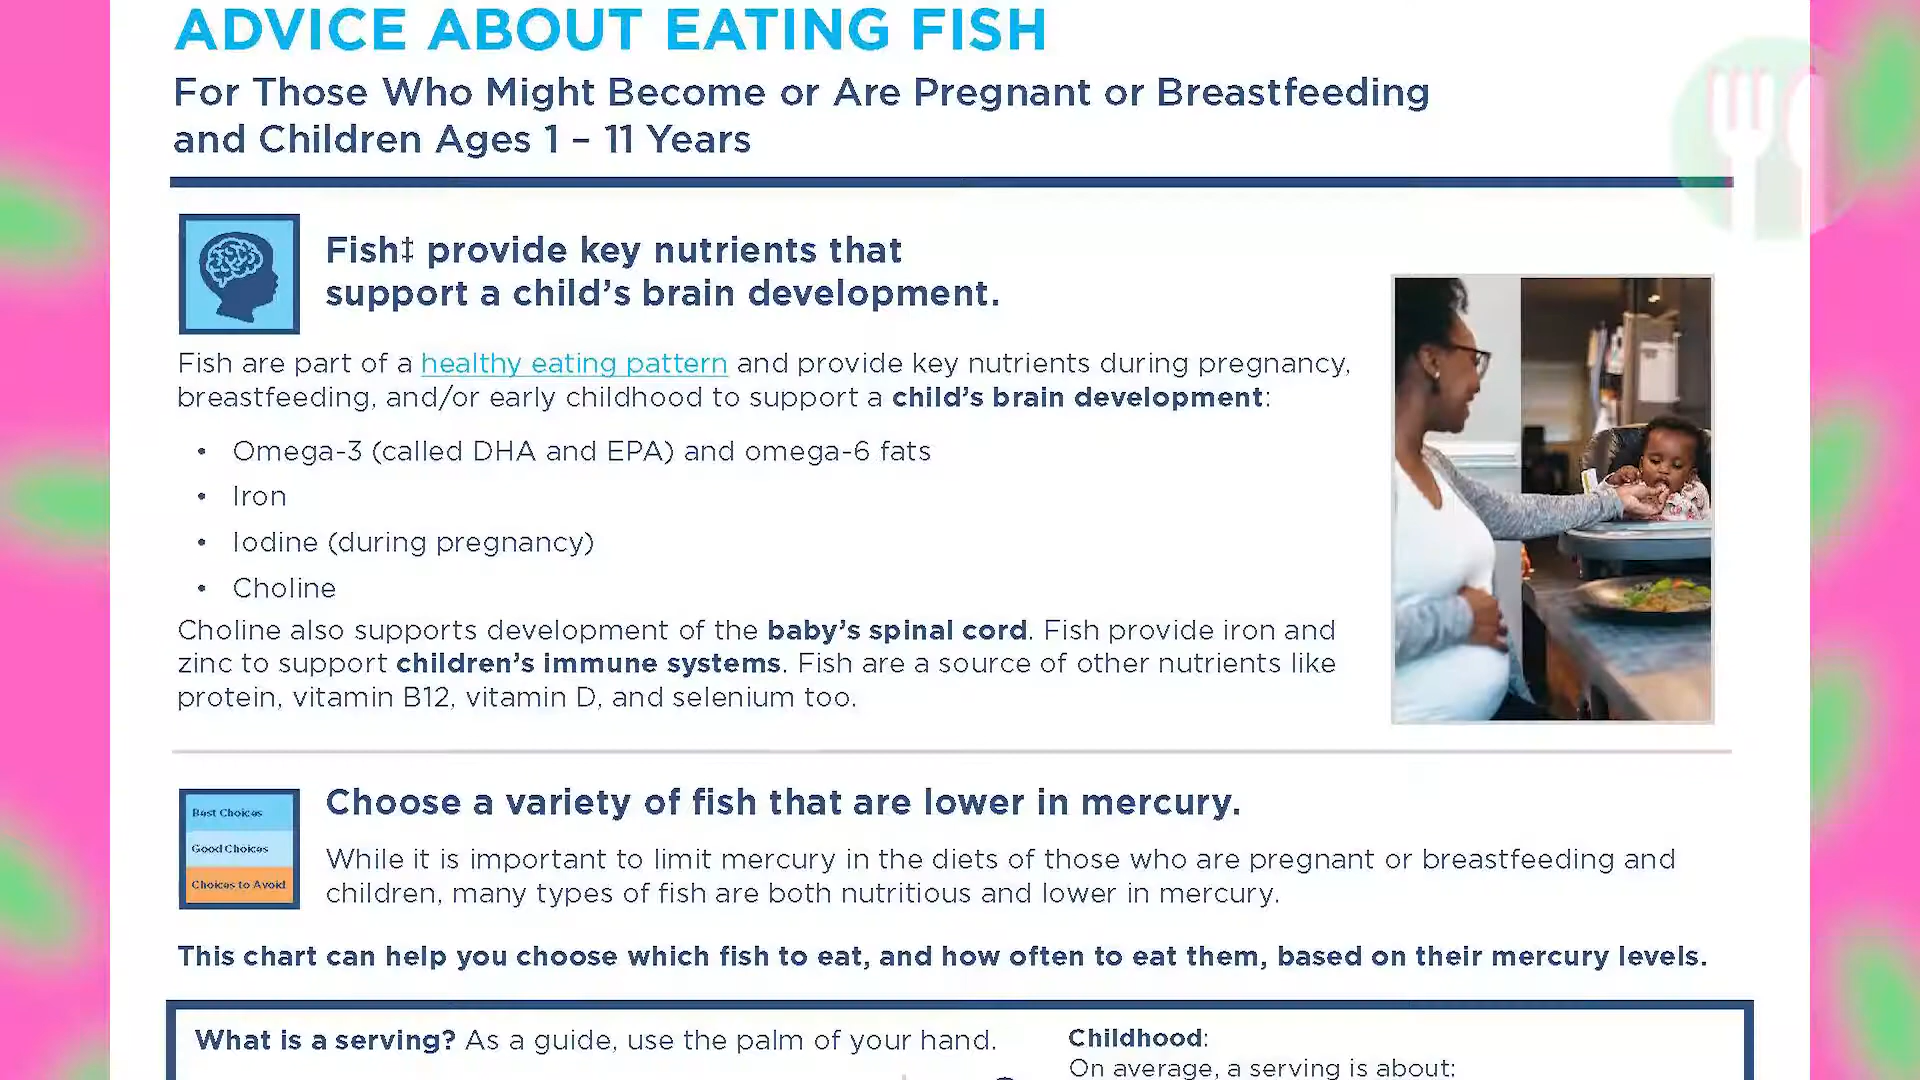 ADVICE ABOUT EATING FISH
For Those Who Might Become or Are Pregnant or Breastfeeding
and Children Ages 1 – 11 Years
Fish‡ provide key nutrients that
support a child’s brain development.
Fish are part of a healthy eating pattern and provide key nutrients during pregnancy,
breastfeeding, and/or early childhood to support a child’s brain development:
• Omega-3 (called DHA and EPA) and omega-6 fats
• Iron
• Iodine (during pregnancy)
• Choline
Choline also supports development of the baby’s spinal cord. Fish provide iron and
zinc to support children’s immune systems. Fish are a source of other nutrients like
protein, vitamin B12, vitamin D, and selenium too.
Best Choices
Good Choices
Choices to Avoid
Choose a variety of fish that are lower in mercury.
While it is important to limit mercury in the diets of those who are pregnant or breastfeeding and
children, many types of fish are both nutritious and lower in mercury.
This chart can help you choose which fish to eat, and how often to eat them, based on their mercury levels.
What is a serving? As a guide, use the palm of your hand.
Childhood:
On average, a serving is about: